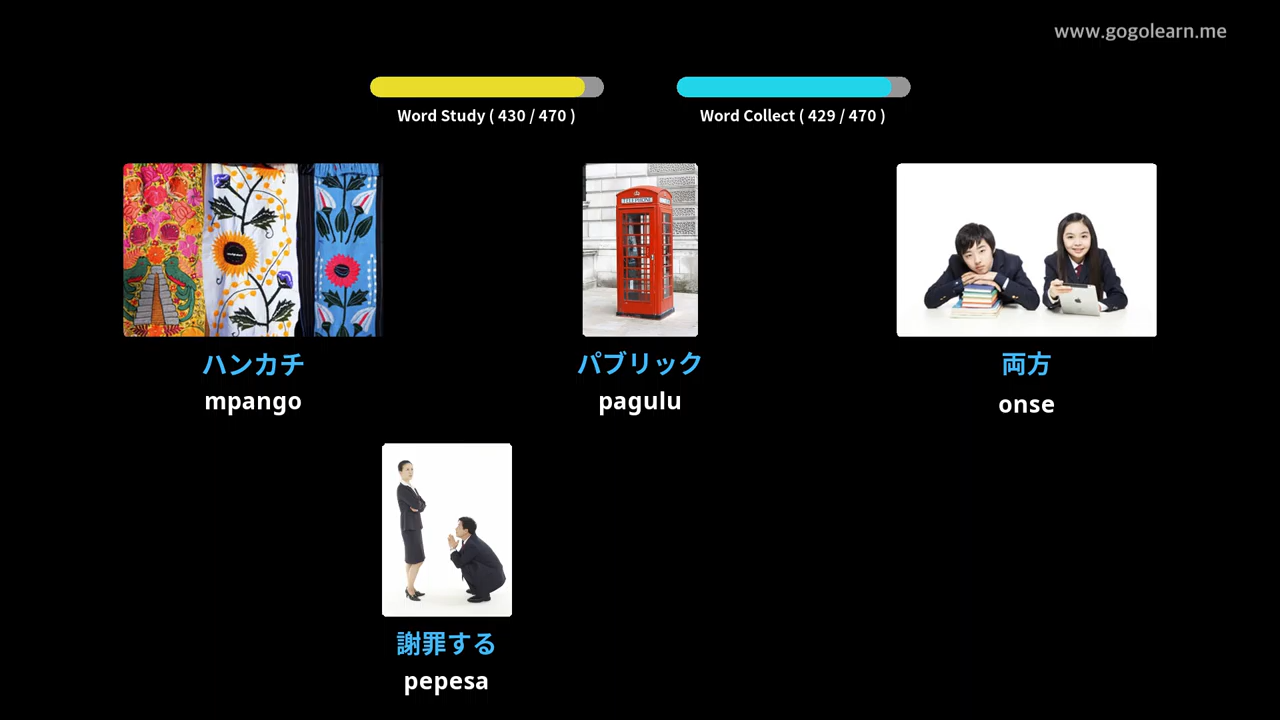 www.gogolearn.me
Word Study ( 430 / 470 )
Word Collect ( 429 / 470 )
TELEPHONE
ハンカチ
mpango
パブリック
pagulu
両方
onse
謝罪する
pepesa